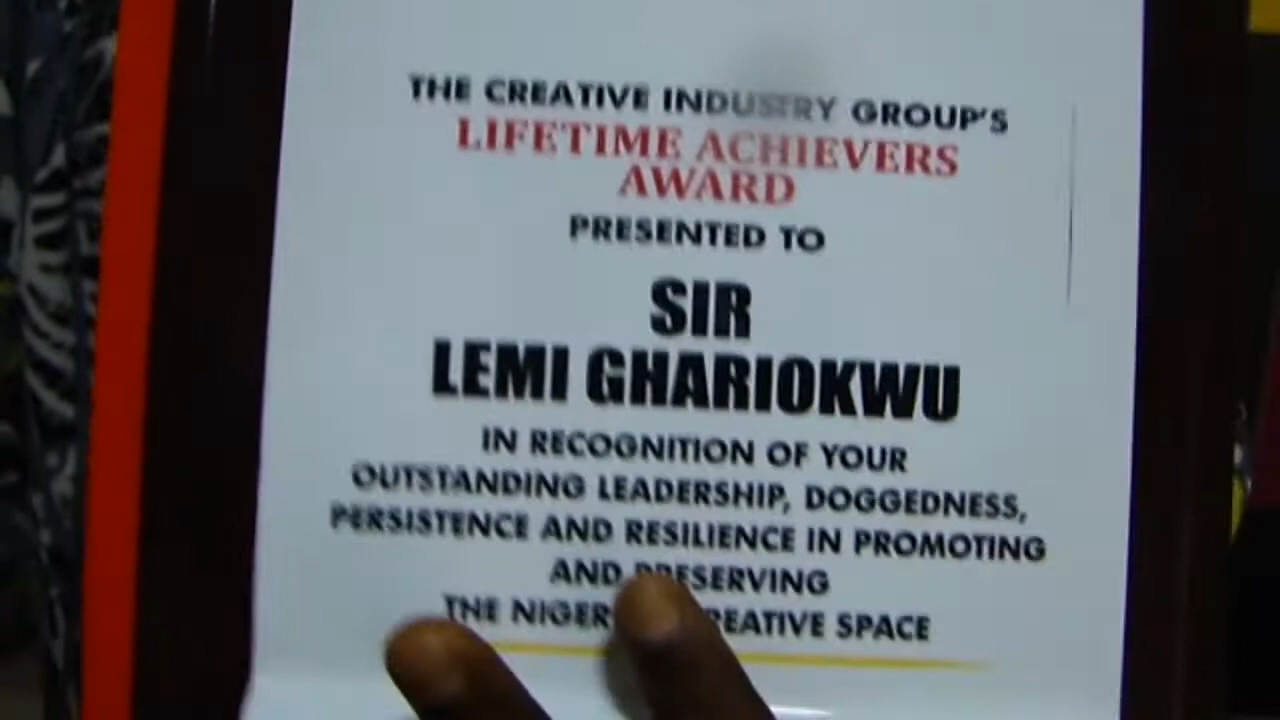 THE CREATIVE INDUSTRY GROUP'S
LIFETIME ACHIEVERS
AWARD
PRESENTED TO
SIR
LEMI GHARIOKWU
IN RECOGNITION OF YOUR
OUTSTANDING LEADERSHIP, DOGGEDNESS,
PERSISTENCE AND RESILIENCE IN PROMOTING
AND PRESERVING
THE SPACE